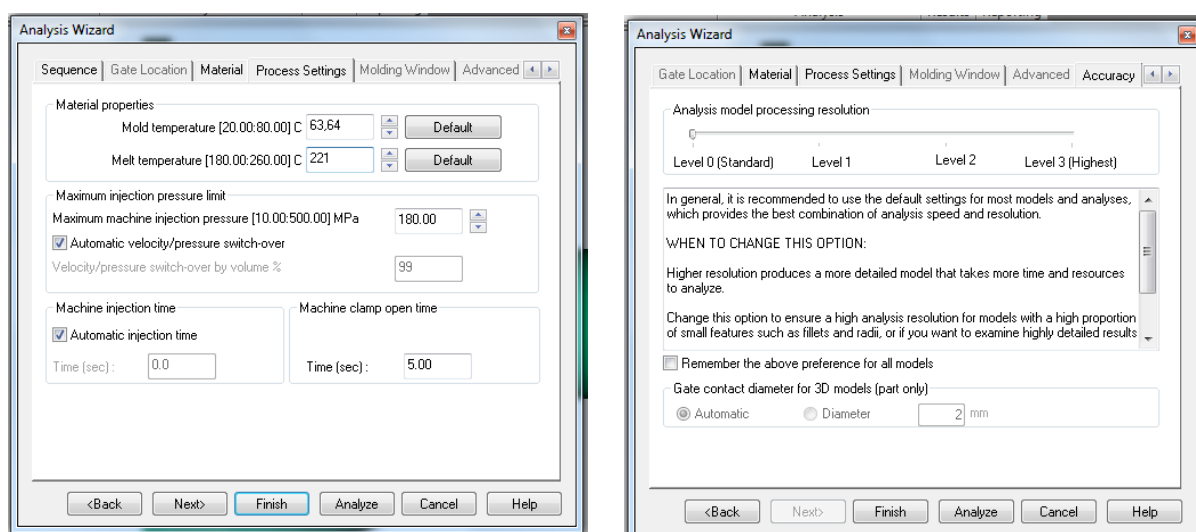 Analysis Wizard
Sequence Gate Location Material Process Settings Molding Window Advanced
Material properties
Mold temperature [20.00:80.00] C 63,64 Default
Melt temperature [180.00:260.00] C 221 Default
Maximum injection pressure limit
Maximum machine injection pressure [10.00:500.00] MPa 180.00
Automatic velocity/pressure switch-over
Velocity/pressure switch-over by volume % 99
Machine injection time
Automatic injection time
Time (sec) : 0.0
Machine clamp open time
Time (sec) : 5.00
<Back Next> Finish Analyze Cancel Help
Analysis Wizard
Gate Location Material Process Settings Molding Window Advanced Accuracy
Analysis model processing resolution
Level 0 (Standard) Level 1 Level 2 Level 3 (Highest)
In general, it is recommended to use the default settings for most models and analyses,
which provides the best combination of analysis speed and resolution.
WHEN TO CHANGE THIS OPTION:
Higher resolution produces a more detailed model that takes more time and resources
to analyze.
Change this option to ensure a high analysis resolution for models with a high proportion
of small features such as fillets and radii, or if you want to examine highly detailed results
Remember the above preference for all models
Gate contact diameter for 3D models (part only)
Automatic Diameter 2 mm
<Back Next> Finish Analyze Cancel Help